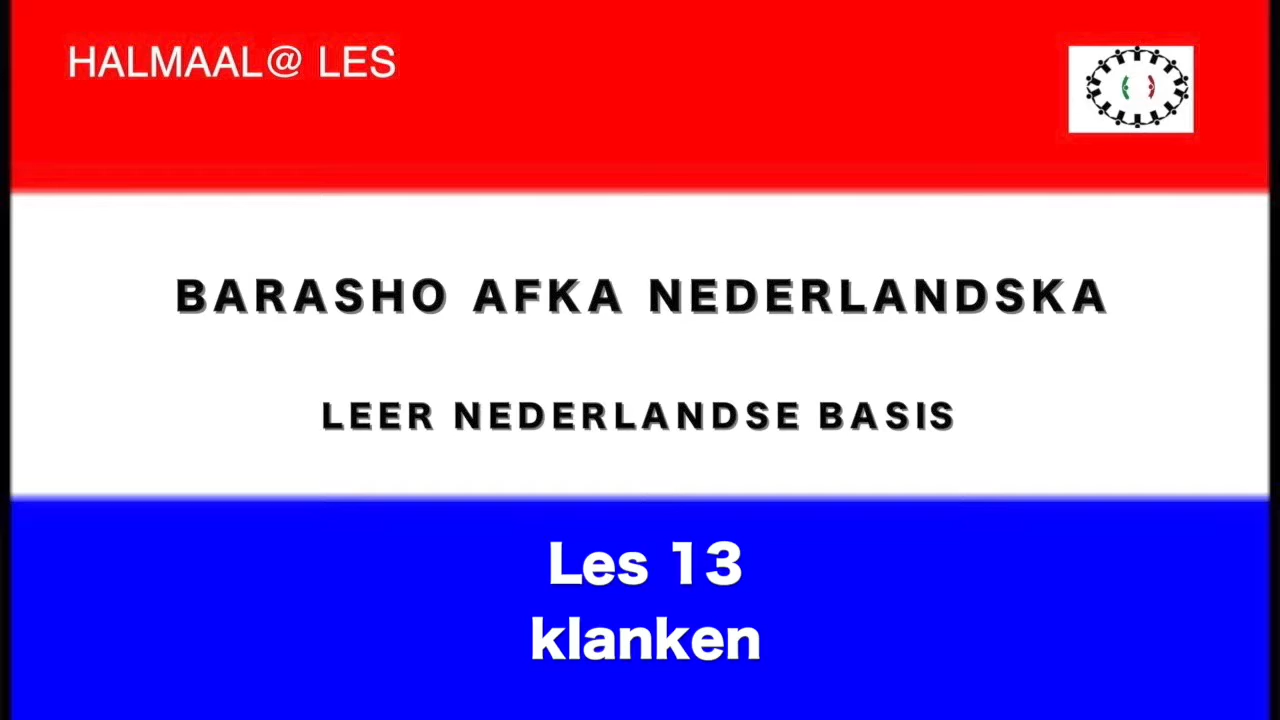 HALMAAL@ LES
BARASHO AFKA NEDERLANDSKA
LEER NEDERLANDSE BASIS
Les 13
klanken